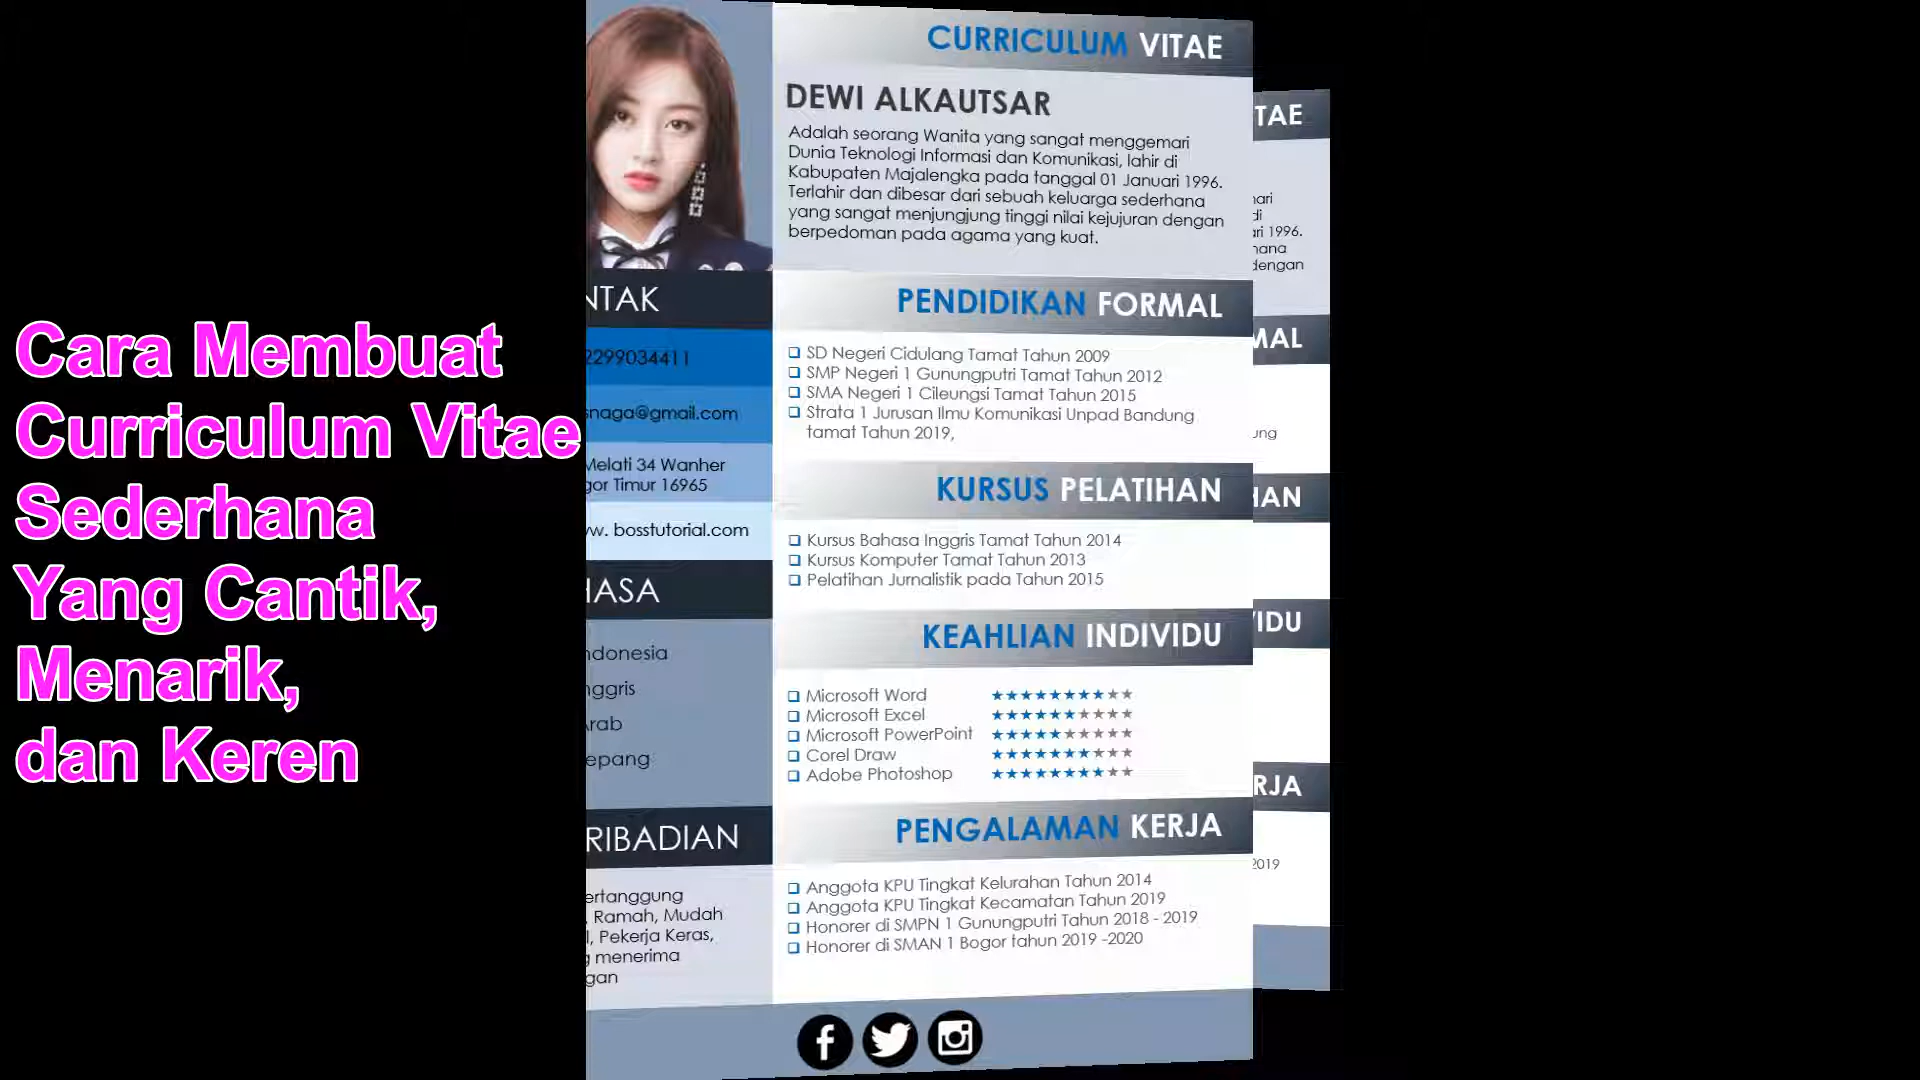 Cara Membuat
Curriculum Vitae
Sederhana
Yang Cantik,
Menarik,
dan Keren
NTAK
2299034411
snaga@gmail.com
Melati 34 Wanher
gor Timur 16965
w. bosstutorial.com
HASA
ndonesia
nggris
rab
epang
RIBADIAN
ertanggung
, Ramah, Mudah
l, Pekerja Keras,
g menerima
gan
CURRICULUM VITAE
DEWI ALKAUTSAR
Adalah seorang Wanita yang sangat menggemari
Dunia Teknologi Informasi dan Komunikasi, lahir di
Kabupaten Majalengka pada tanggal 01 Januari 1996.
Terlahir dan dibesar dari sebuah keluarga sederhana
yang sangat menjungjung tinggi nilai kejujuran dengan
berpedoman pada agama yang kuat.
PENDIDIKAN FORMAL
SD Negeri Cidulang Tamat Tahun 2009
SMP Negeri 1 Gunungputri Tamat Tahun 2012
SMA Negeri 1 Cileungsi Tamat Tahun 2015
Strata 1 Jurusan Ilmu Komunikasi Unpad Bandung
tamat Tahun 2019,
KURSUS PELATIHAN
Kursus Bahasa Inggris Tamat Tahun 2014
Kursus Komputer Tamat Tahun 2013
Pelatihan Jurnalistik pada Tahun 2015
KEAHLIAN INDIVIDU
Microsoft Word
Microsoft Excel
Microsoft PowerPoint
Corel Draw
Adobe Photoshop
PENGALAMAN KERJA
Anggota KPU Tingkat Kelurahan Tahun 2014
Anggota KPU Tingkat Kecamatan Tahun 2019
Honorer di SMPN 1 Gunungputri Tahun 2018 - 2019
Honorer di SMAN 1 Bogor tahun 2019 -2020
TAE
nari
di
ari 1996.
hana
dengan
MAL
ung
HAN
VIDU
RJA
2019